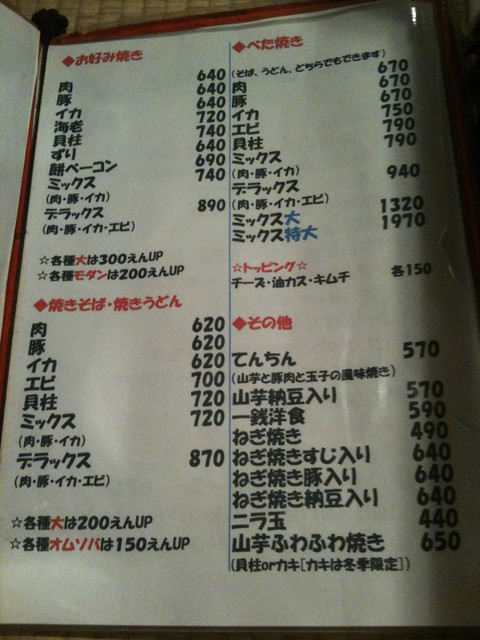 ◆お好み焼き
肉 640
豚 640
イカ 640
海老 720
貝柱 740
ずり 640
餅ベーコン 690
ミックス 740
(肉・豚・イカ)
デラックス 890
(肉・豚・イカ・エビ)
☆各種大は300えんUP
☆各種モダンは200えんUP
◆焼きそば・焼きうどん
肉 620
豚 620
イカ 620
エビ 700
貝柱 720
ミックス 720
(肉・豚・イカ)
デラックス 870
(肉・豚・イカ・エビ)
☆各種大は200えんUP
☆各種オムソバは150えんUP
◆べた焼き
(そば、うどん、どちらでもできます)
肉 670
豚 670
イカ 670
エビ 750
貝柱 790
ミックス 790
(肉・豚・イカ)
デラックス 940
(肉・豚・イカ・エビ)
ミックス大 1320
ミックス特大 1970
☆トッピング☆
チーズ・油カス・キムチ 各150
◆その他
てんちん 570
(山芋と豚肉と玉子の風味焼き)
山芋納豆入り 570
一銭洋食 590
ねぎ焼き 490
ねぎ焼きすじ入り 640
ねぎ焼き豚入り 640
ねぎ焼き納豆入り 640
ニラ玉 440
山芋ふわふわ焼き 650
(貝柱orカキ[カキは冬季限定])